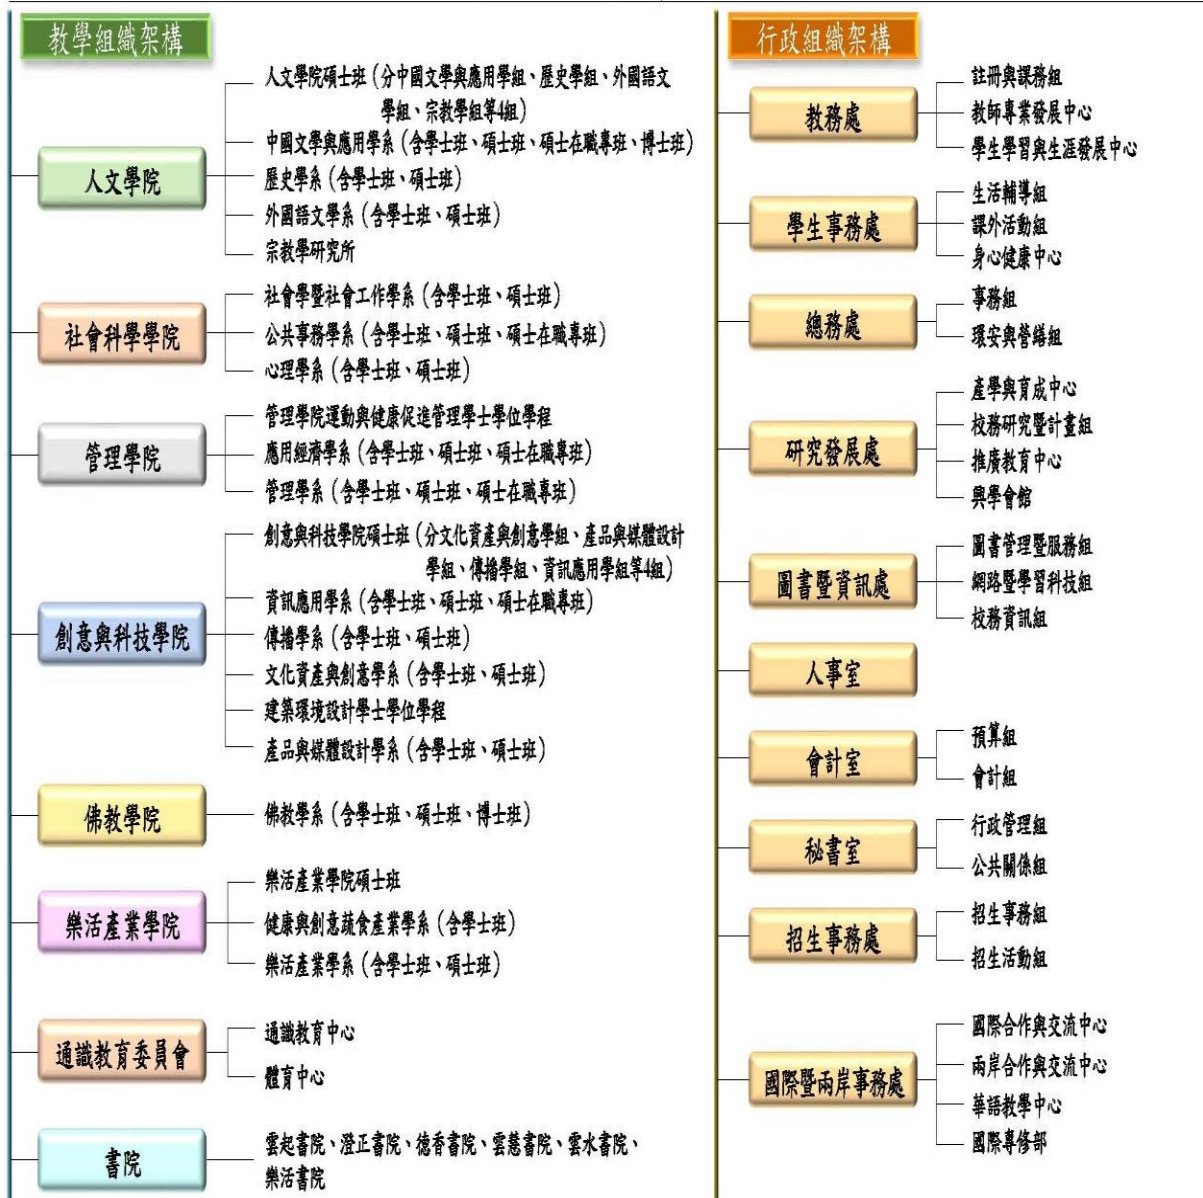 教學組織架構
人文學院
人文學院碩士班(分中國文學與應用學組、歷史學組、外國語文
學組、宗教學組等4組)
中國文學與應用學系(含學士班、碩士班、碩士在職專班、博士班)
歷史學系(含學士班、碩士班)
外國語文學系(含學士班、碩士班)
宗教學研究所
社會科學學院
社會學暨社會工作學系(含學士班、碩士班)
公共事務學系(含學士班、碩士班、碩士在職專班)
心理學系(含學士班、碩士班)
管理學院
管理學院運動與健康促進管理學士學位學程
應用經濟學系(含學士班、碩士班、碩士在職專班)
管理學系(含學士班、碩士班、碩士在職專班)
創意與科技學院
創意與科技學院碩士班(分文化資產與創意學組、產品與媒體設計
學組、傳播學組、資訊應用學組等4組)
資訊應用學系(含學士班、碩士班、碩士在職專班)
傳播學系(含學士班、碩士班)
文化資產與創意學系(含學士班、碩士班)
建築環境設計學士學位學程
產品與媒體設計學系(含學士班、碩士班)
佛教學院
佛教學系(含學士班、碩士班、博士班)
樂活產業學院
樂活產業學院碩士班
健康與創意蔬食產業學系(含學士班)
樂活產業學系(含學士班、碩士班)
通識教育委員會
通識教育中心
體育中心
書院
雲起書院、澄正書院、德香書院、雲慧書院、雲水書院、
樂活書院
行政組織架構
教務處
註冊與課務組
教師專業發展中心
學生學習與生涯發展中心
學生事務處
生活輔導組
課外活動組
身心健康中心
總務處
事務組
環安與營繕組
研究發展處
產學與育成中心
校務研究暨計畫組
推廣教育中心
興學會館
圖書暨資訊處
圖書管理暨服務組
網路暨學習科技組
校務資訊組
人事室
會計室
預算組
會計組
秘書室
行政管理組
公共關係組
招生事務處
招生事務組
招生活動組
國際暨兩岸事務處
國際合作與交流中心
兩岸合作與交流中心
華語教學中心
國際專修部